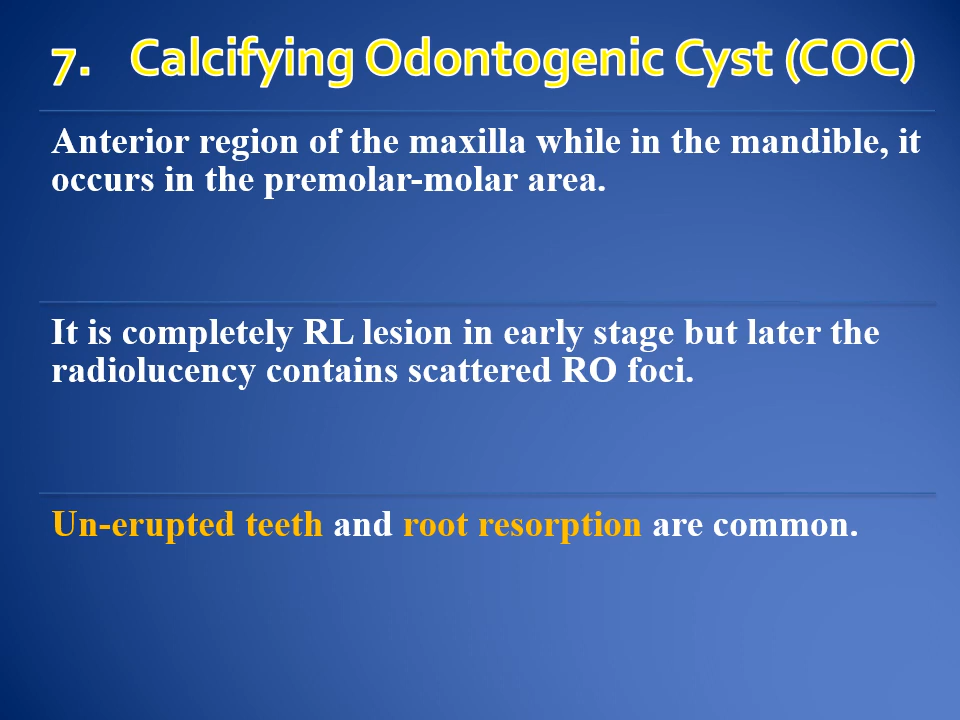 7. Calcifying Odontogenic Cyst (COC)
Anterior region of the maxilla while in the mandible, it
occurs in the premolar-molar area.
It is completely RL lesion in early stage but later the
radiolucency contains scattered RO foci.
Un-erupted teeth and root resorption are common.